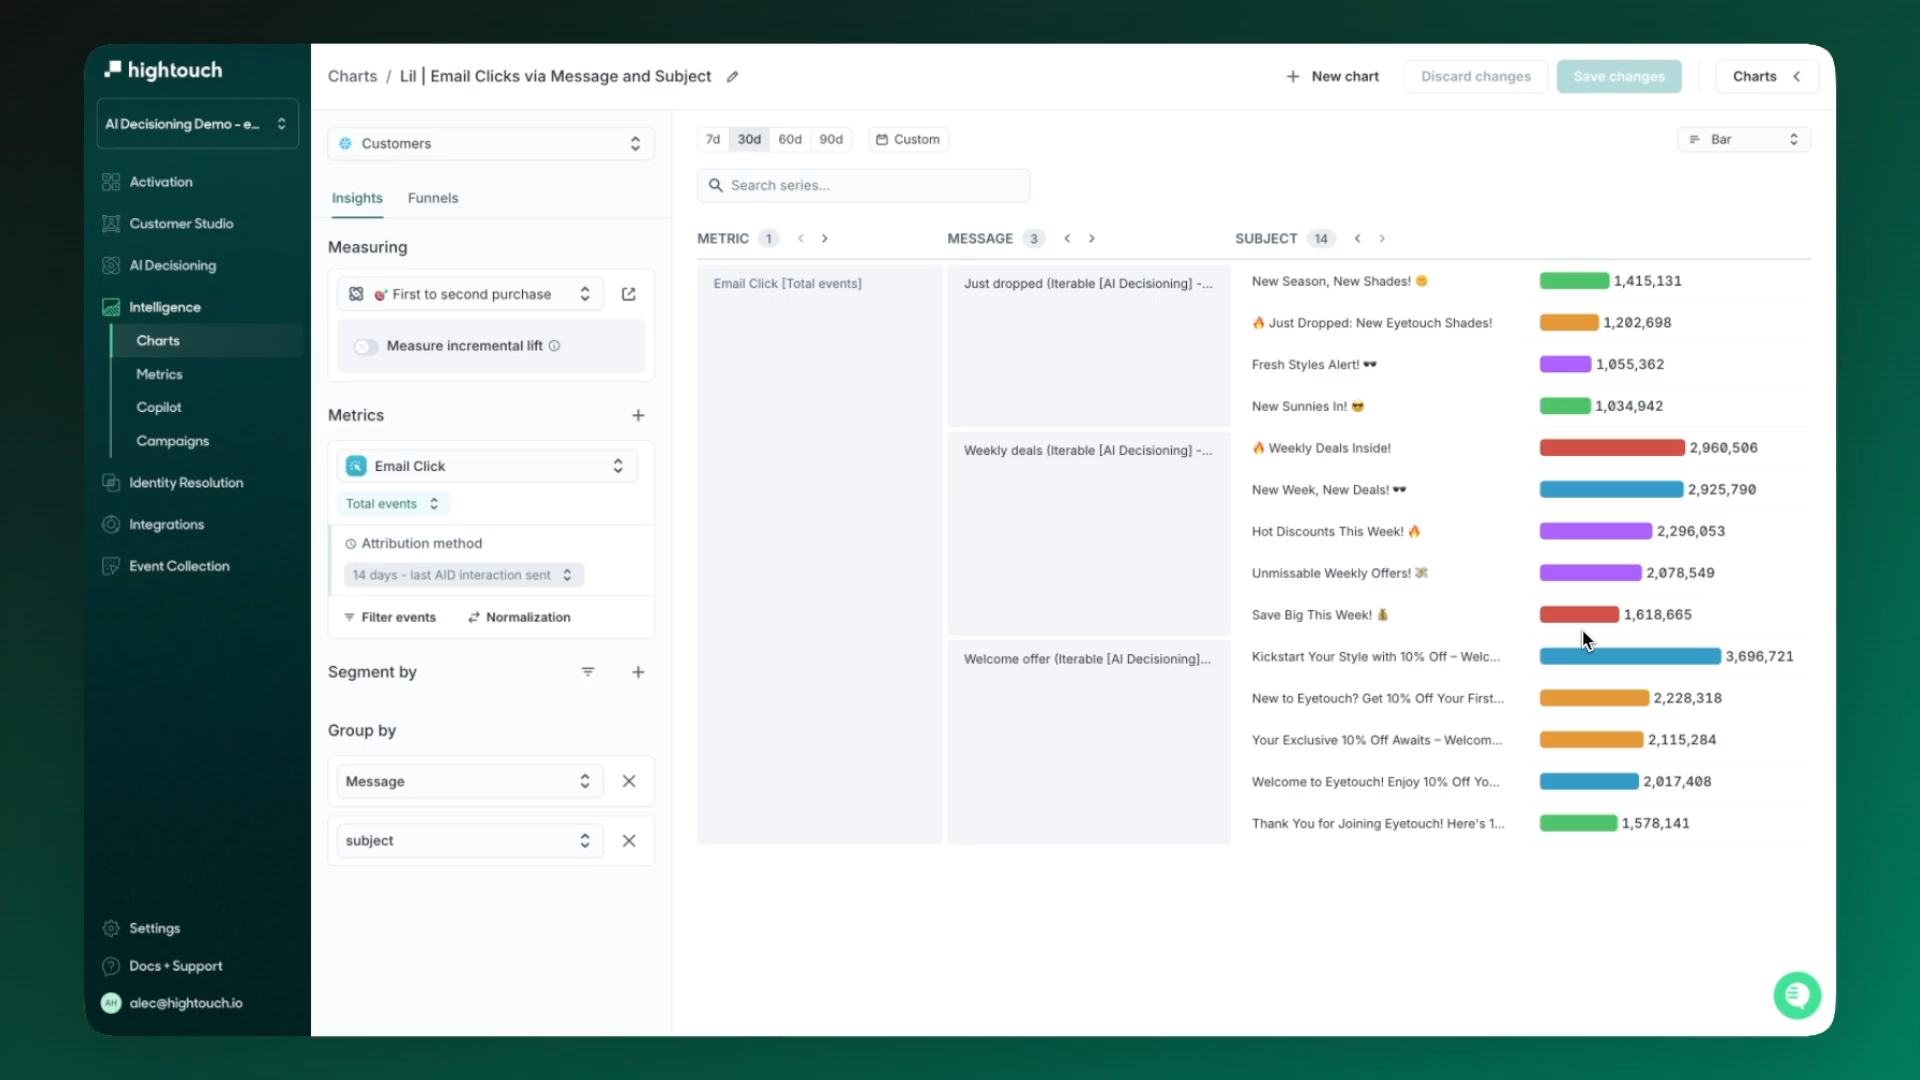 hightouch
AI Decisioning Demo - e...
Activation
Customer Studio
AI Decisioning
Intelligence
Charts
Metrics
Copilot
Campaigns
Identity Resolution
Integrations
Event Collection
Settings
Docs + Support
AH alec@hightouch.io
Charts / Lil | Email Clicks via Message and Subject
+ New chart
Discard changes
Save changes
Charts
Customers
Insights Funnels
Measuring
🎯 First to second purchase
Measure incremental lift
Metrics
Email Click
Total events
Attribution method
14 days - last AID interaction sent
Filter events Normalization
Segment by
Group by
Message
subject
7d 30d 60d 90d Custom
Bar
Search series...
METRIC 1 MESSAGE 3 SUBJECT 14
Email Click [Total events]
Just dropped (Iterable [AI Decisioning] -...
New Season, New Shades! 🌞 1,415,131
🔥 Just Dropped: New Eyetouch Shades! 1,202,698
Fresh Styles Alert! 🕶️ 1,055,362
New Sunnies In! 😎 1,034,942
Weekly deals (Iterable [AI Decisioning] -...
🔥 Weekly Deals Inside! 2,960,506
New Week, New Deals! 🕶️ 2,925,790
Hot Discounts This Week! 🔥 2,296,053
Unmissable Weekly Offers! 💸 2,078,549
Save Big This Week! 💰 1,618,665
Welcome offer (Iterable [AI Decisioning]...
Kickstart Your Style with 10% Off – Welc... 3,696,721
New to Eyetouch? Get 10% Off Your First... 2,228,318
Your Exclusive 10% Off Awaits – Welcom... 2,115,284
Welcome to Eyetouch! Enjoy 10% Off Yo... 2,017,408
Thank You for Joining Eyetouch! Here's 1... 1,578,141